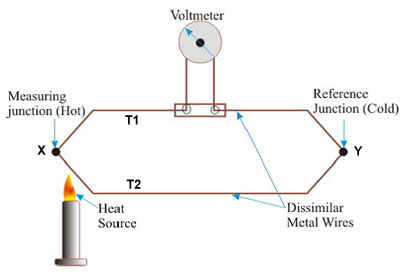 Voltmeter
Measuring
junction (Hot)
Reference
Junction (Cold)
T1
X
Y
T2
Heat
Source
Dissimilar
Metal Wires